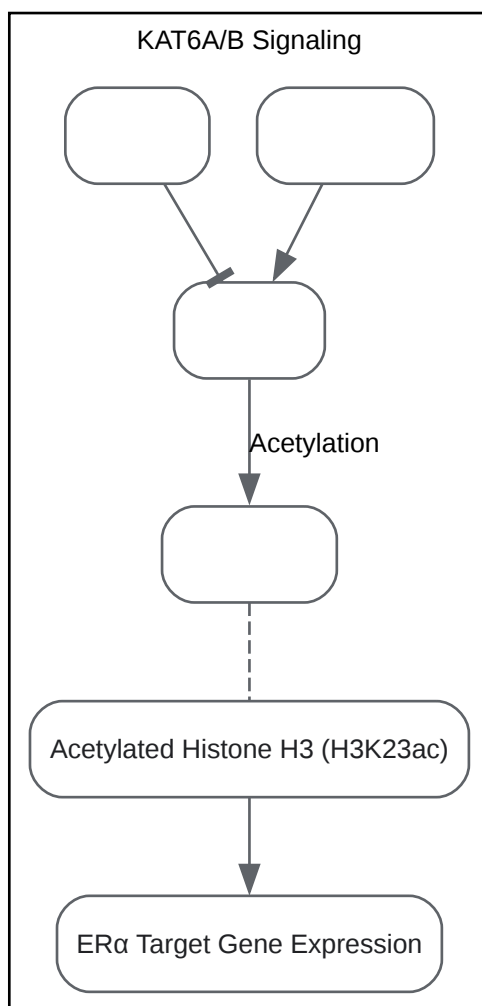 KAT6A/B Signaling
Acetylation
Acetylated Histone H3 (H3K23ac)
ERα Target Gene Expression